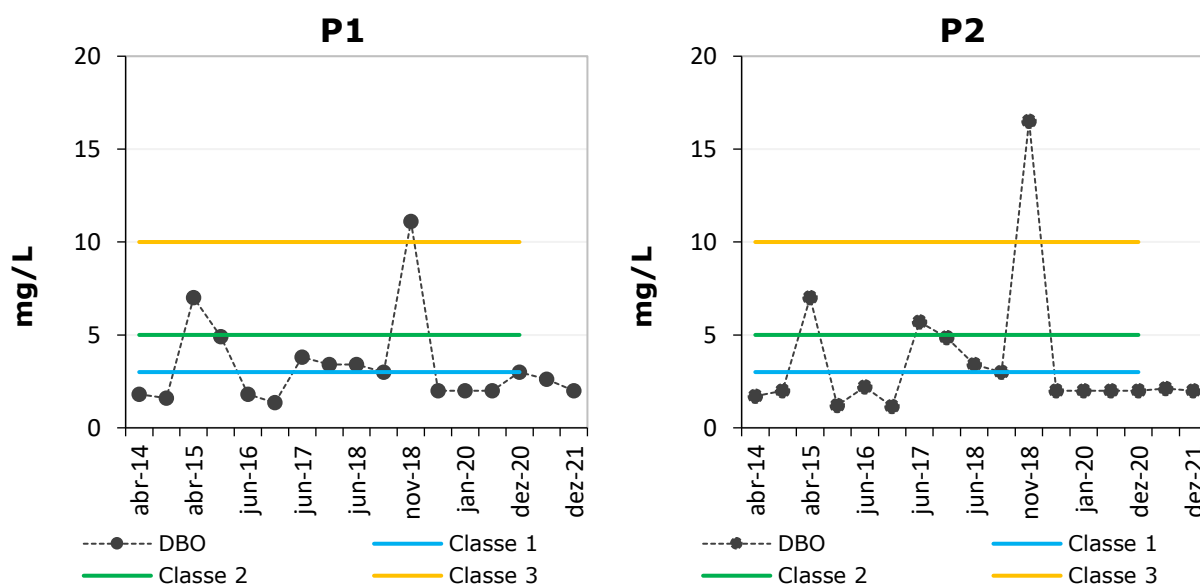 P1
mg/L
20
15
10
5
0
abr-14
abr-15
jun-16
jun-17
jun-18
nov-18
jan-20
dez-20
dez-21
DBO
Classe 1
Classe 2
Classe 3
P2
mg/L
20
15
10
5
0
abr-14
abr-15
jun-16
jun-17
jun-18
nov-18
jan-20
dez-20
dez-21
DBO
Classe 1
Classe 2
Classe 3